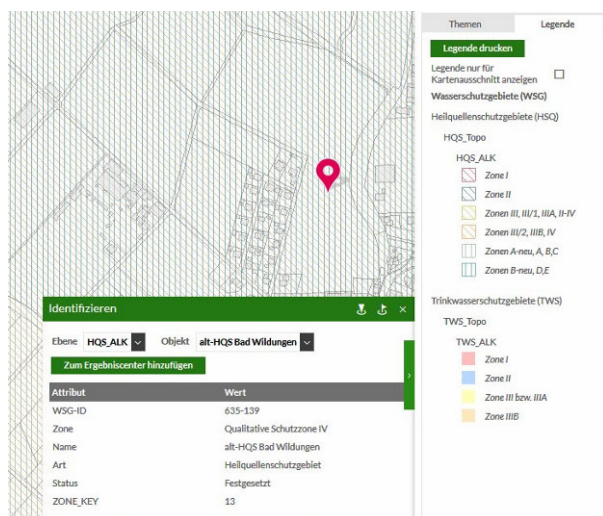 Themen
Legende
Legende drucken
Legende nur für
Kartenausschnitt anzeigen
Wasserschutzgebiete (WSG)
Heilquellenschutzgebiete (HSQ)
HQS_Topo
HQS_ALK
Zone I
Zone II
Zonen III, III/1, IIIA, II-IV
Zonen III/2, IIIB, IV
Zonen A-neu, A, B,C
Zonen B-neu, D,E
Trinkwasserschutzgebiete (TWS)
TWS_Topo
TWS_ALK
Zone I
Zone II
Zone III bzw. IIIA
Zone IIIB
Identifizieren
Ebene HQS_ALK Objekt alt-HQS Bad Wildungen
Zum Ergebniscenter hinzufügen
Attribut Wert
WSG-ID 635-139
Zone Qualitative Schutzzone IV
Name alt-HQS Bad Wildungen
Art Heilquellenschutzgebiet
Status Festgesetzt
ZONE_KEY 13